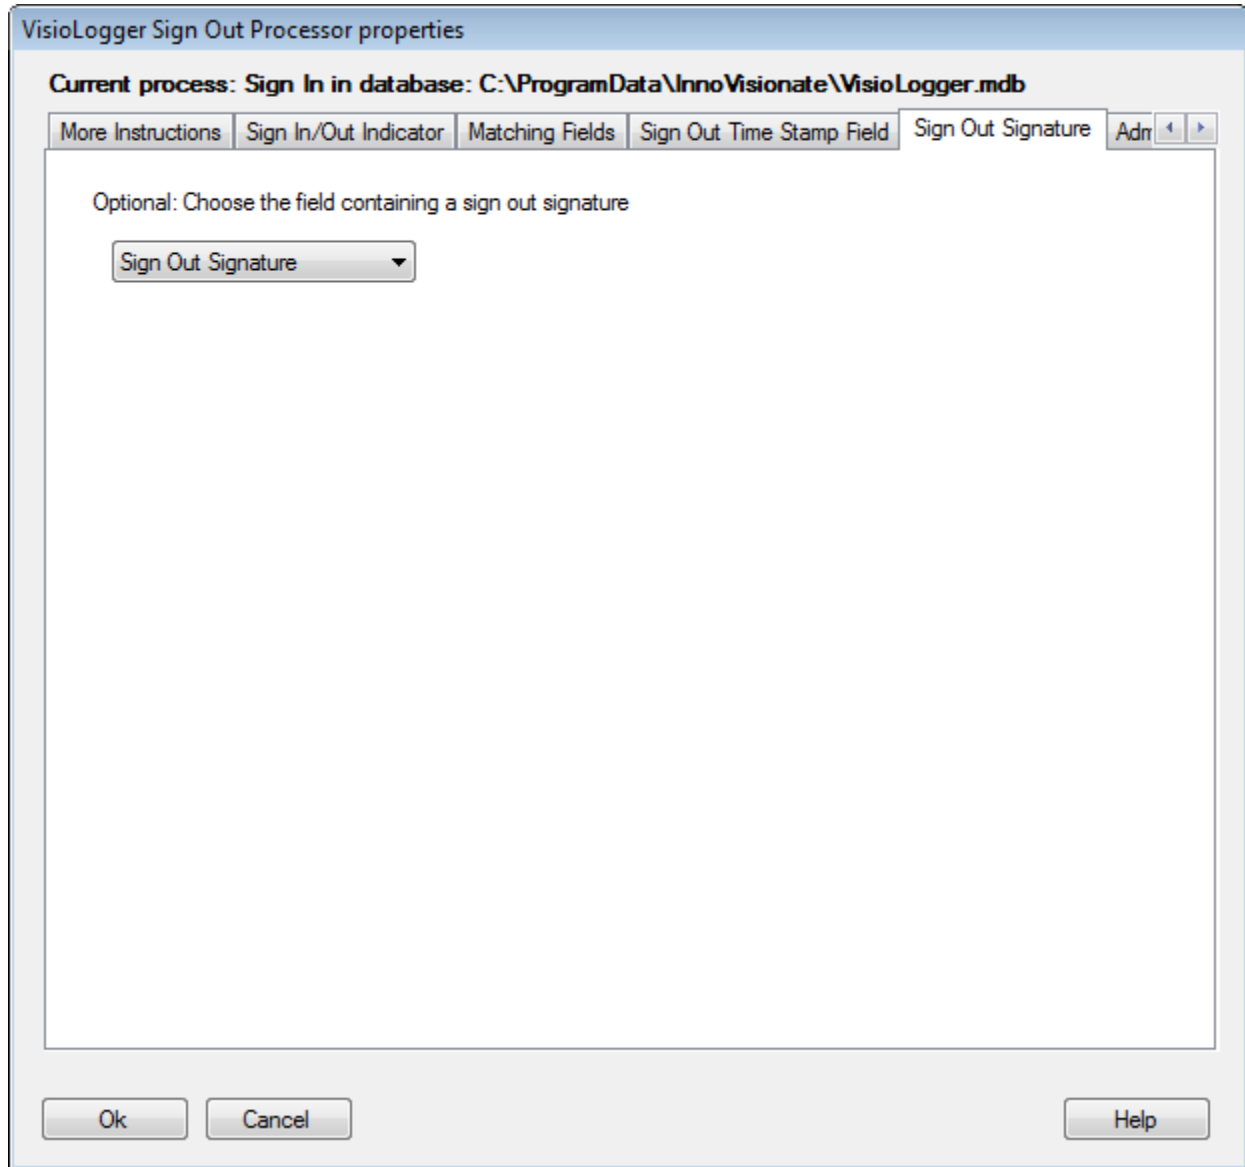 VisioLogger Sign Out Processor properties
Current process: Sign In in database: C:\ProgramData\InnoVisionate\VisioLogger.mdb
More Instructions Sign In/Out Indicator Matching Fields Sign Out Time Stamp Field Sign Out Signature
Optional: Choose the field containing a sign out signature
Sign Out Signature
Ok Cancel Help